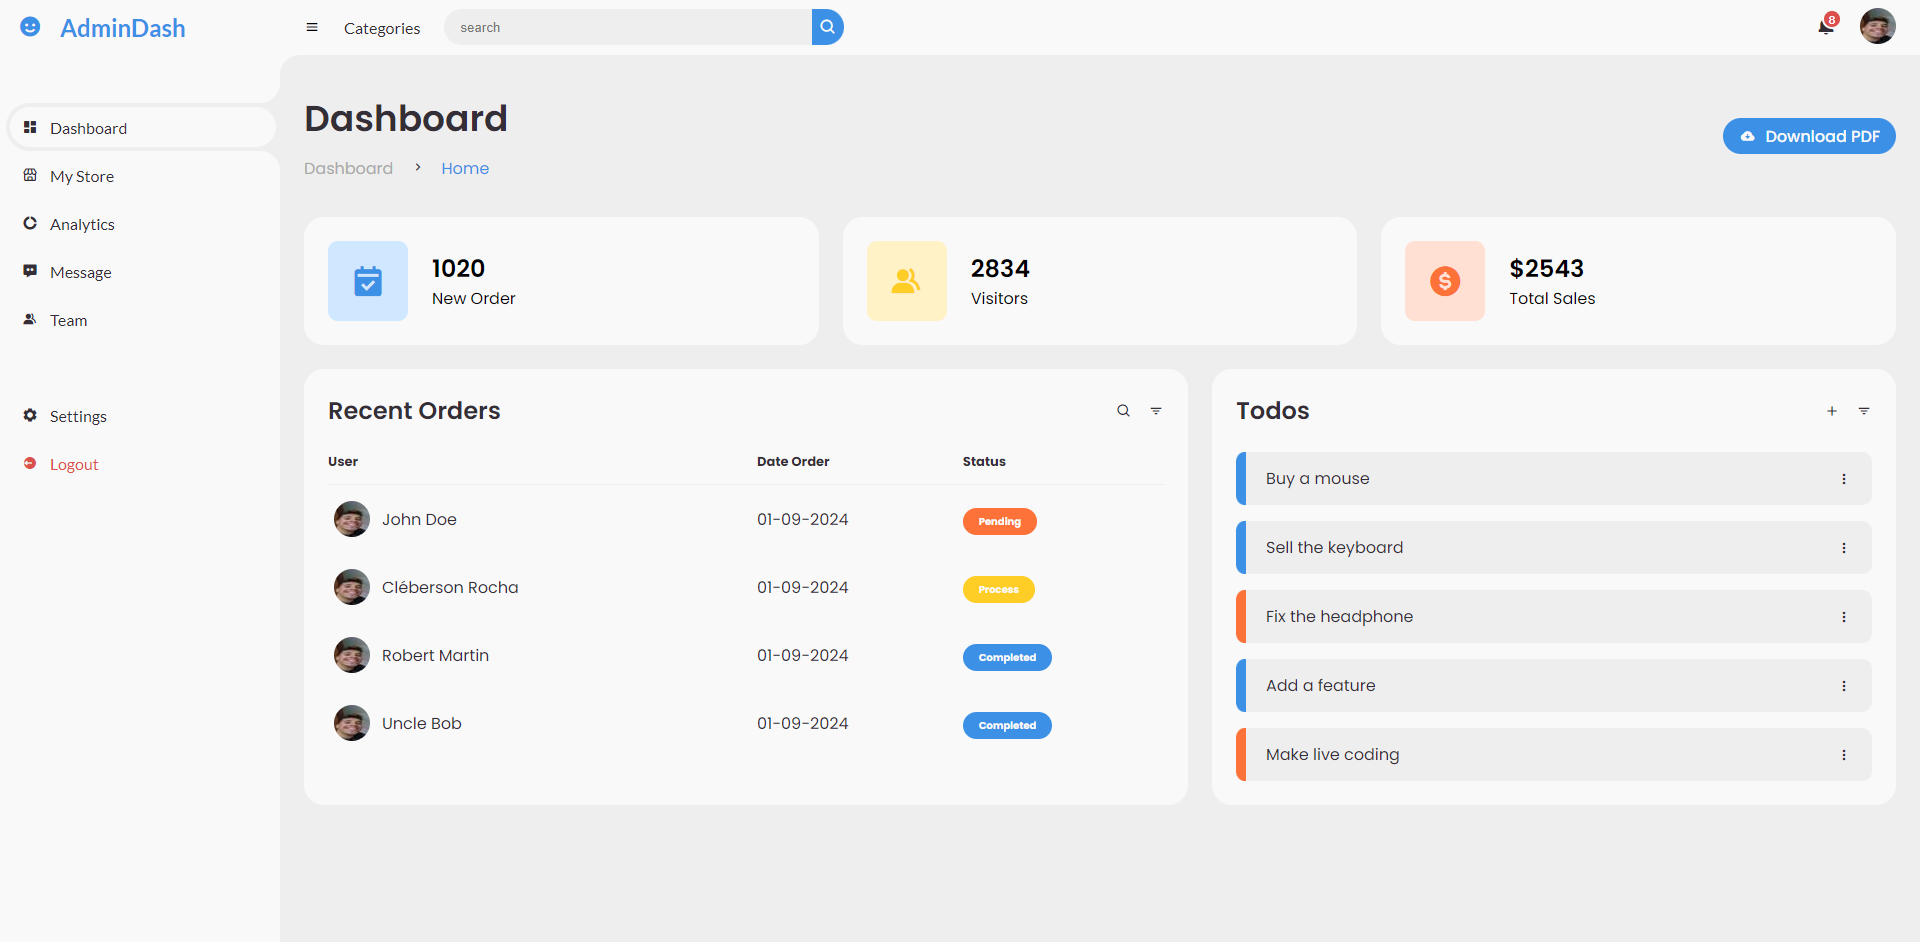 AdminDash
Categories
search
8
Dashboard
My Store
Analytics
Message
Team
Settings
Logout
Dashboard
Dashboard > Home
Download PDF
1020
New Order
2834
Visitors
$2543
Total Sales
Recent Orders
User Date Order Status
John Doe 01-09-2024 Pending
Cléberson Rocha 01-09-2024 Process
Robert Martin 01-09-2024 Completed
Uncle Bob 01-09-2024 Completed
Todos
Buy a mouse
Sell the keyboard
Fix the headphone
Add a feature
Make live coding